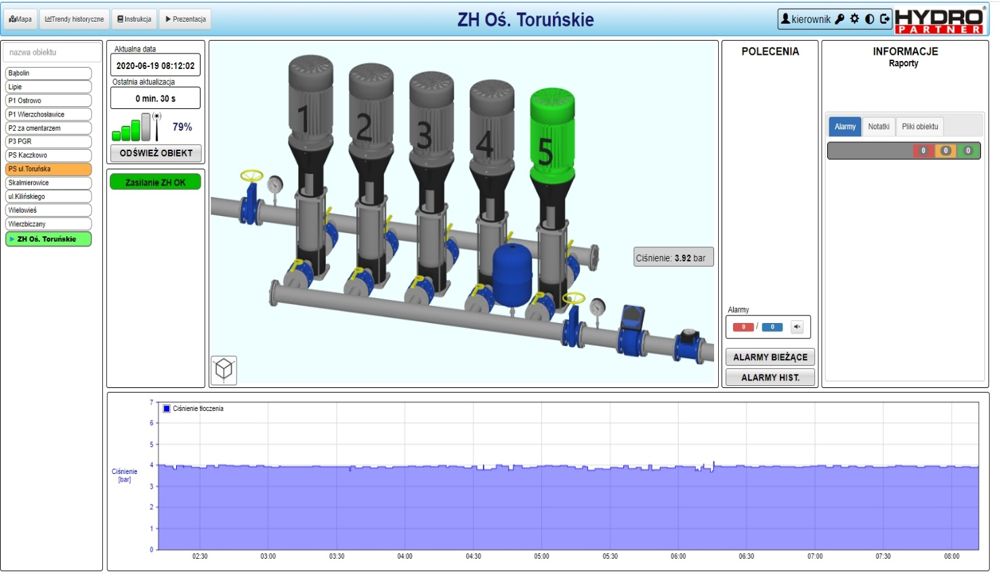 Mapa
Trendy historyczne
Instrukcja
Prezentacja
ZH Oś. Toruńskie
kierownik
HYDRO
PARTNER
nazwa obiektu
Bąbolin
Lipie
P1 Ostrowo
P1 Wierzchosławice
P2 za cmentarzem
P3 PGR
PS Kaczkowo
PS ul.Toruńska
Skalmierowice
ul.Kilińskiego
Wielowieś
Wierzbiczany
ZH Oś. Toruńskie
Aktualna data
2020-06-19 08:12:02
Ostatnia aktualizacja
0 min. 30 s
79%
ODŚWIEŻ OBIEKT
Zasilanie ZH OK
1
2
3
4
5
Ciśnienie: 3.92 bar
POLECENIA
Alarmy
0 / 0
ALARMY BIEŻĄCE
ALARMY HIST.
INFORMACJE
Raporty
Alarmy Notatki Pliki obiektu
0 0 0
Ciśnienie tłoczenia
Ciśnienie
[bar]
7
6
5
4
3
2
1
0
02:30 03:00 03:30 04:00 04:30 05:00 05:30 06:00 06:30 07:00 07:30 08:00